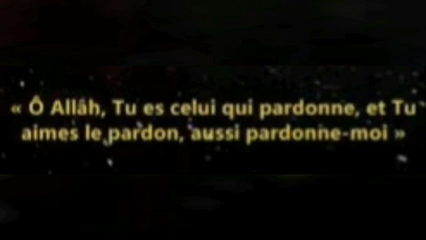 « Ô Allâh, Tu es celui qui pardonne, et Tu
aimes le pardon, aussi pardonne-moi »